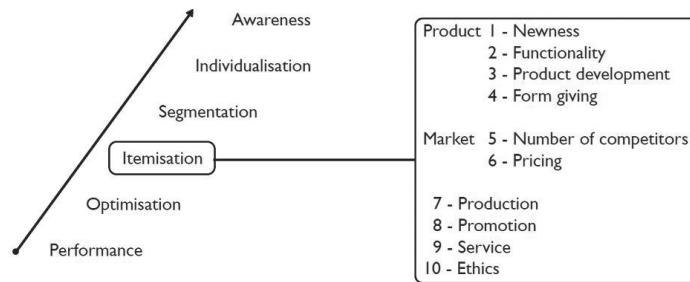 Awareness
Individualisation
Segmentation
Itemisation
Optimisation
Performance
Product 1 - Newness
2 - Functionality
3 - Product development
4 - Form giving
Market 5 - Number of competitors
6 - Pricing
7 - Production
8 - Promotion
9 - Service
10 - Ethics